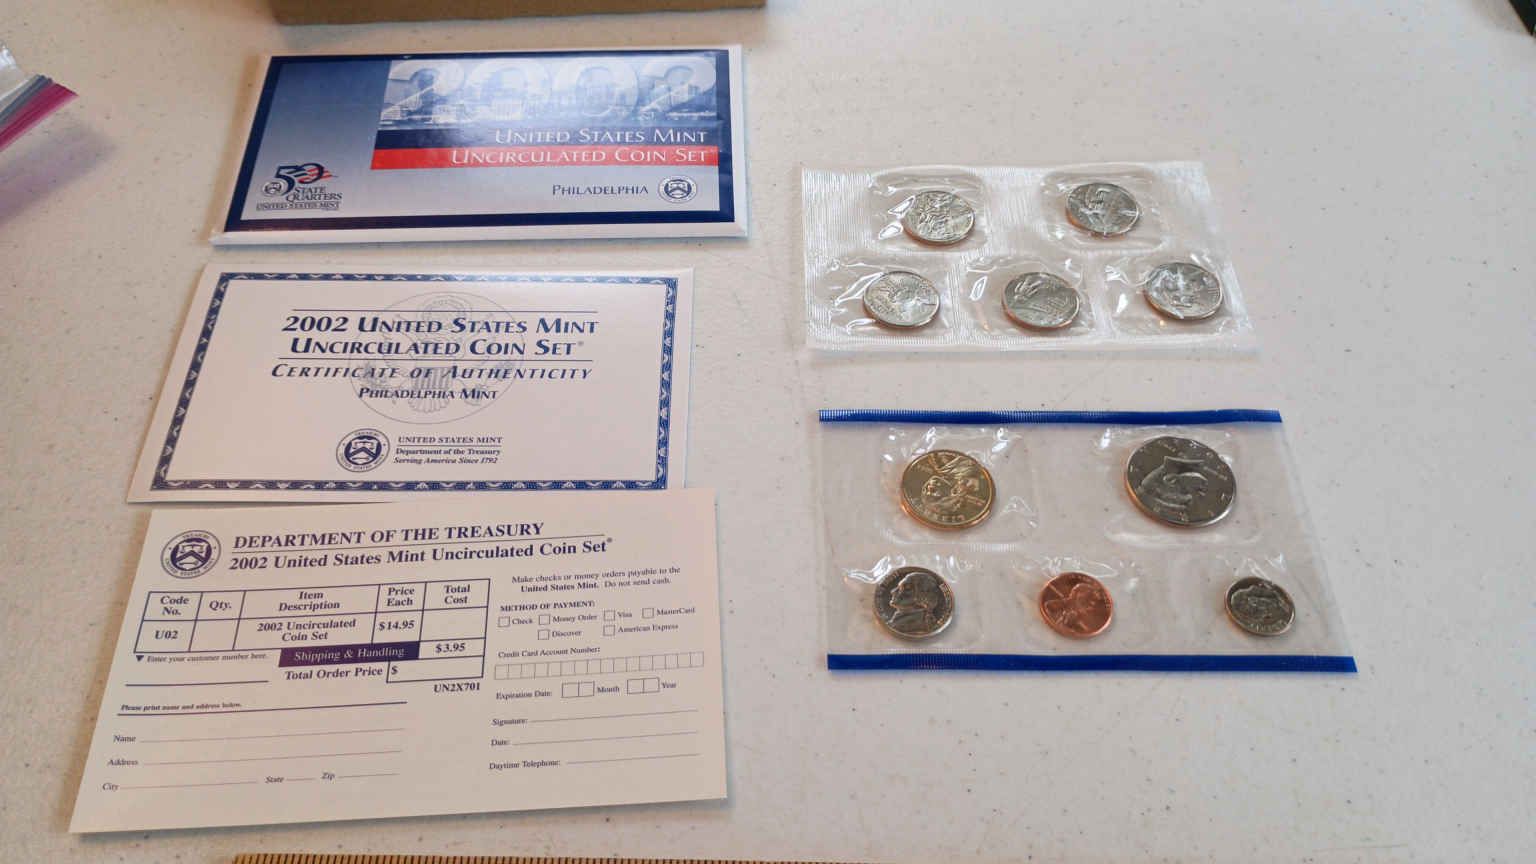 2002
UNITED STATES MINT
UNCIRCULATED COIN SET®
PHILADELPHIA
50
STATE
QUARTERS
UNITED STATES MINT
2002 UNITED STATES MINT
UNCIRCULATED COIN SET®
CERTIFICATE OF AUTHENTICITY
PHILADELPHIA MINT
UNITED STATES MINT
Department of the Treasury
Serving America Since 1792
DEPARTMENT OF THE TREASURY
2002 United States Mint Uncirculated Coin Set®
Code No.
Qty.
Item Description
Price Each
Total Cost
U02
2002 Uncirculated Coin Set
$14.95
Shipping & Handling
$3.95
▼ Enter your customer number here.
Total Order Price
$
UN2X701
Please print name and address below.
Name
Address
City State Zip
Make checks or money orders payable to the
United States Mint. Do not send cash.
METHOD OF PAYMENT:
Check Money Order Visa MasterCard
Discover American Express
Credit Card Account Number:
Expiration Date: Month Year
Signature:
Date:
Daytime Telephone:
LIBERTY